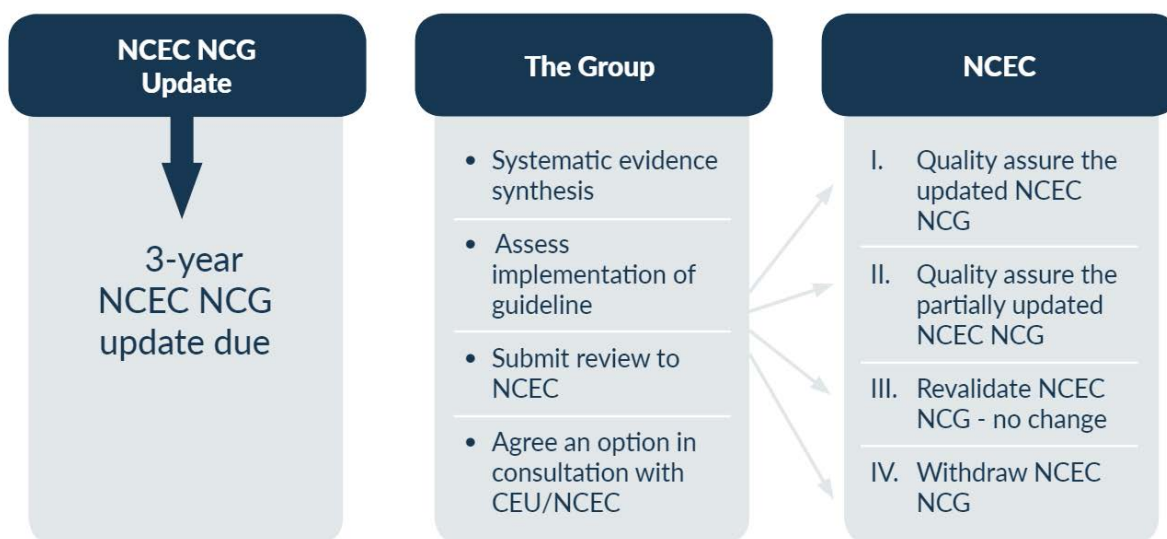 NCEC NCG
Update
3-year
NCEC NCG
update due
The Group
• Systematic evidence
synthesis
• Assess
implementation of
guideline
• Submit review to
NCEC
• Agree an option in
consultation with
CEU/NCEC
NCEC
I. Quality assure the
updated NCEC
NCG
II. Quality assure the
partially updated
NCEC NCG
III. Revalidate NCEC
NCG - no change
IV. Withdraw NCEC
NCG